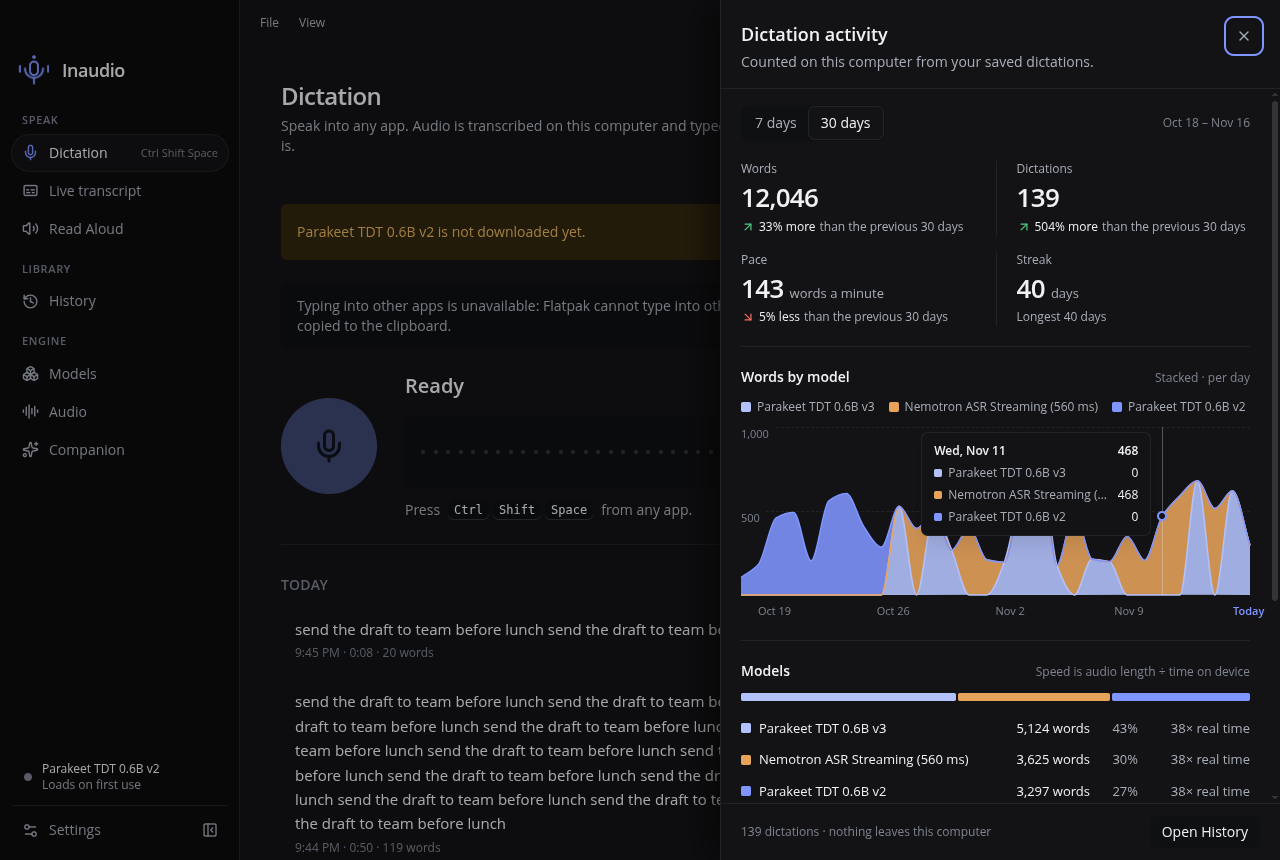 File View
Inaudio
SPEAK
Dictation Ctrl Shift Space
Live transcript
Read Aloud
LIBRARY
History
ENGINE
Models
Audio
Companion
Parakeet TDT 0.6B v2
Loads on first use
Settings
Dictation
Speak into any app. Audio is transcribed on this computer and type
is.
Parakeet TDT 0.6B v2 is not downloaded yet.
Typing into other apps is unavailable: Flatpak cannot type into ot
copied to the clipboard.
Ready
Press Ctrl Shift Space from any app.
TODAY
send the draft to team before lunch send the draft to team b
9:45 PM · 0:08 · 20 words
send the draft to team before lunch send the draft to team b
draft to team before lunch send the draft to team before lunc
team before lunch send the draft to team before lunch send t
before lunch send the draft to team before lunch send the dr
lunch send the draft to team before lunch send the draft to te
the draft to team before lunch
9:44 PM · 0:50 · 119 words
Dictation activity
Counted on this computer from your saved dictations.
7 days 30 days Oct 18 – Nov 16
Words
12,046
33% more than the previous 30 days
Dictations
139
504% more than the previous 30 days
Pace
143 words a minute
5% less than the previous 30 days
Streak
40 days
Longest 40 days
Words by model Stacked · per day
Parakeet TDT 0.6B v3 Nemotron ASR Streaming (560 ms) Parakeet TDT 0.6B v2
1,000
500
Wed, Nov 11 468
Parakeet TDT 0.6B v3 0
Nemotron ASR Streaming (... 468
Parakeet TDT 0.6B v2 0
Oct 19 Oct 26 Nov 2 Nov 9 Today
Models Speed is audio length ÷ time on device
Parakeet TDT 0.6B v3 5,124 words 43% 38× real time
Nemotron ASR Streaming (560 ms) 3,625 words 30% 38× real time
Parakeet TDT 0.6B v2 3,297 words 27% 38× real time
139 dictations · nothing leaves this computer Open History